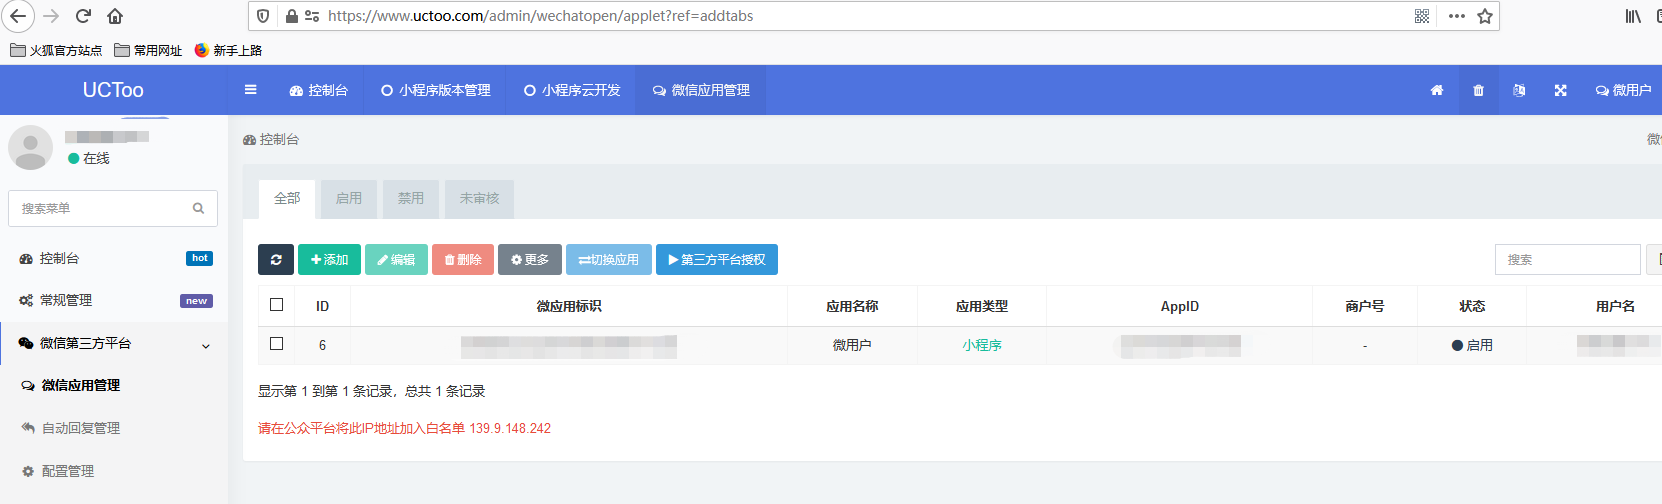 https://www.uctoo.com/admin/wechatopen/applet?ref=addtabs
火狐官方站点 常用网址 新手上路
UCToo 控制台 小程序版本管理 小程序云开发 微信应用管理 微用户
在线
控制台
搜索菜单
全部 启用 禁用 未审核
控制台 hot
常规管理 new
微信第三方平台
微信应用管理
自动回复管理
配置管理
添加 编辑 删除 更多 切换应用 第三方平台授权 搜索
ID 微应用标识 应用名称 应用类型 AppID 商户号 状态 用户名
6 微用户 小程序 - 启用
显示第 1 到第 1 条记录，总共 1 条记录
请在公众平台将此IP地址加入白名单 139.9.148.242